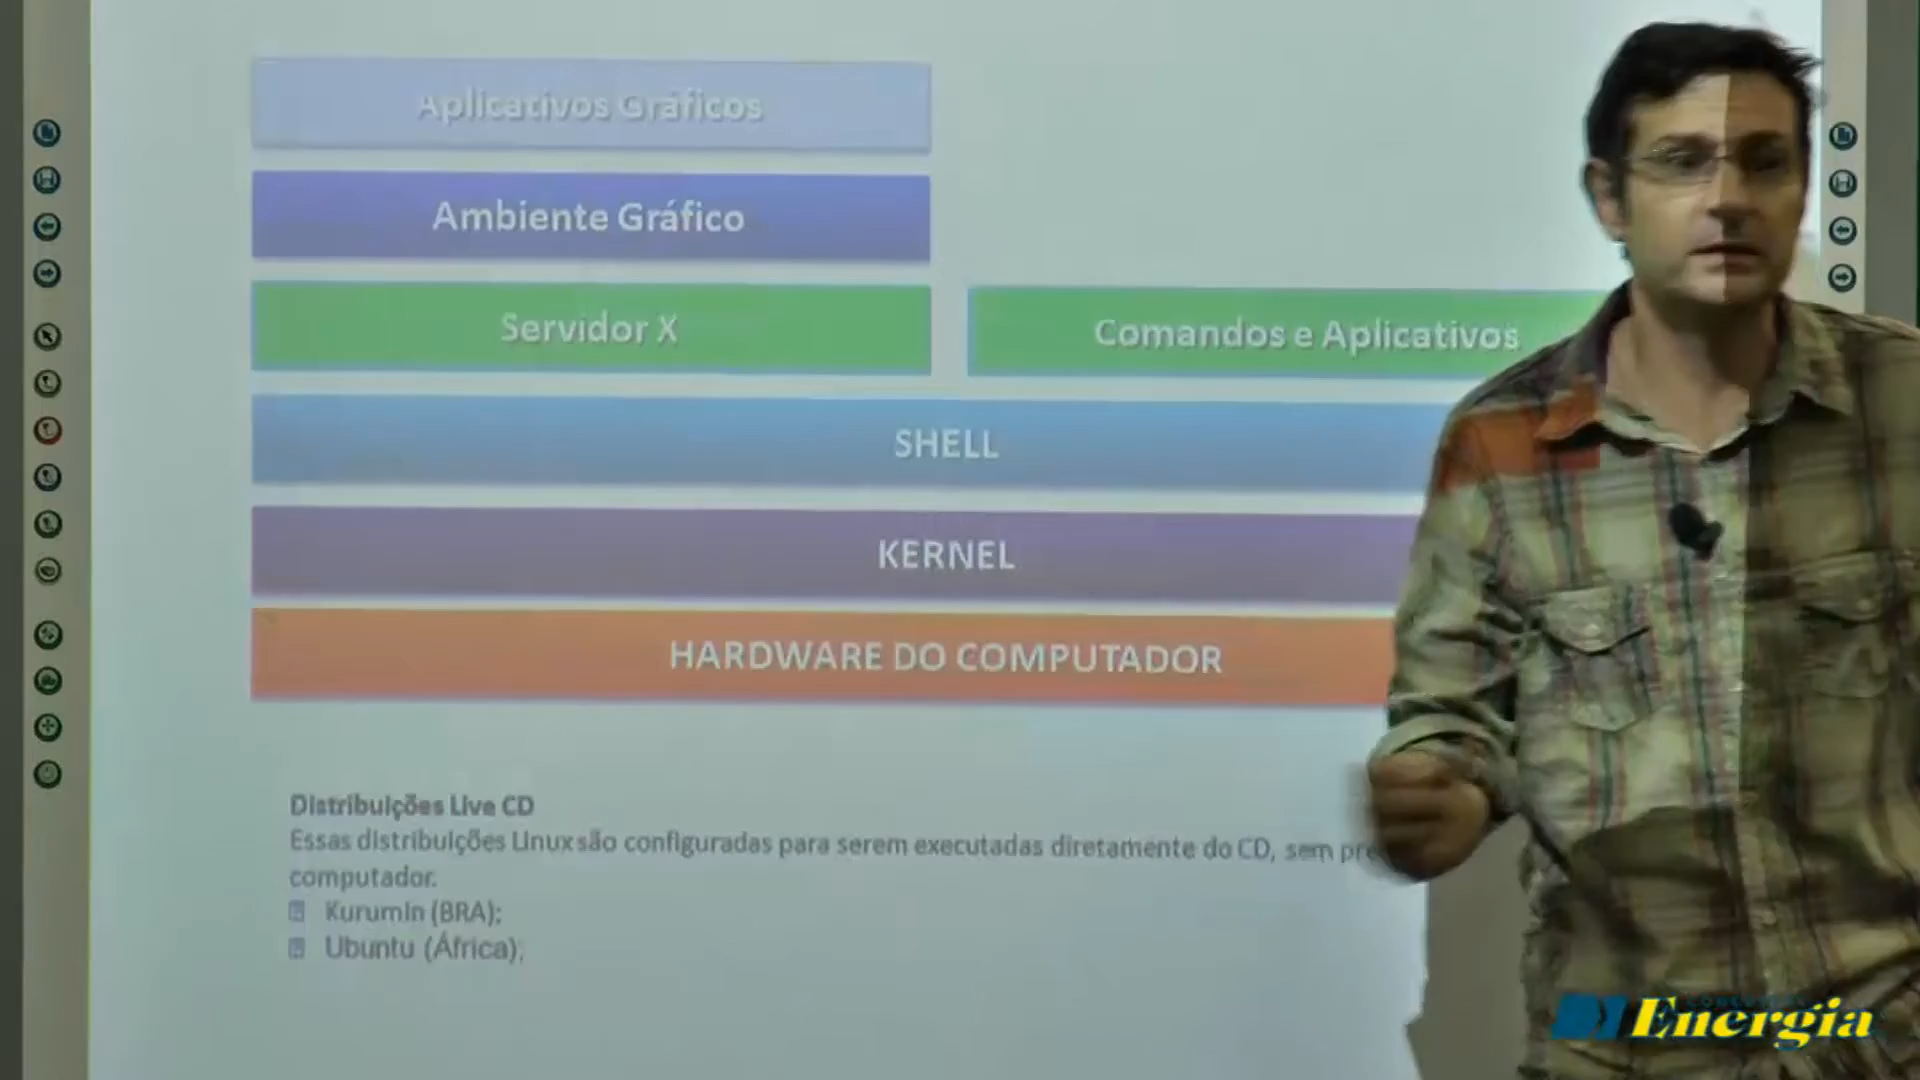 Aplicativos Gráficos
Ambiente Gráfico
Servidor X
Comandos e Aplicativos
SHELL
KERNEL
HARDWARE DO COMPUTADOR
Distribuições Live CD
Essas distribuições Linux são configuradas para serem executadas diretamente do CD, sem pre
computador.
Kurumin (BRA);
Ubuntu (África);
Energia